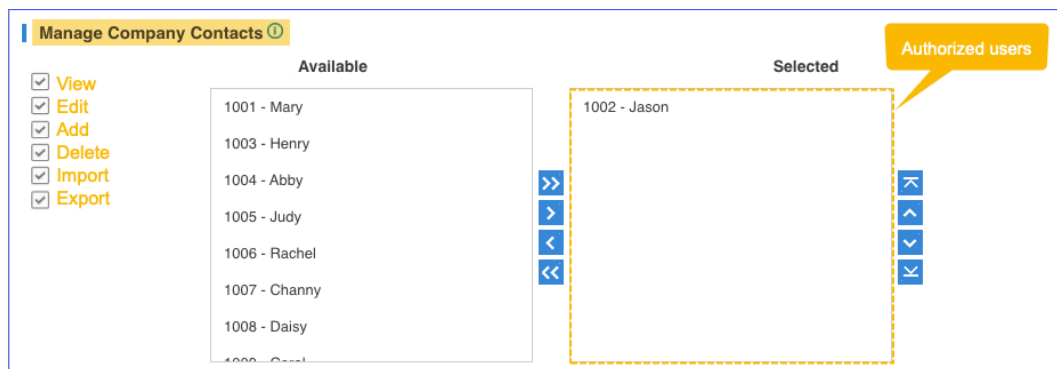 Manage Company Contacts
Authorized users
Available
Selected
View
Edit
Add
Delete
Import
Export
1001 - Mary
1003 - Henry
1004 - Abby
1005 - Judy
1006 - Rachel
1007 - Channy
1008 - Daisy
1002 - Jason